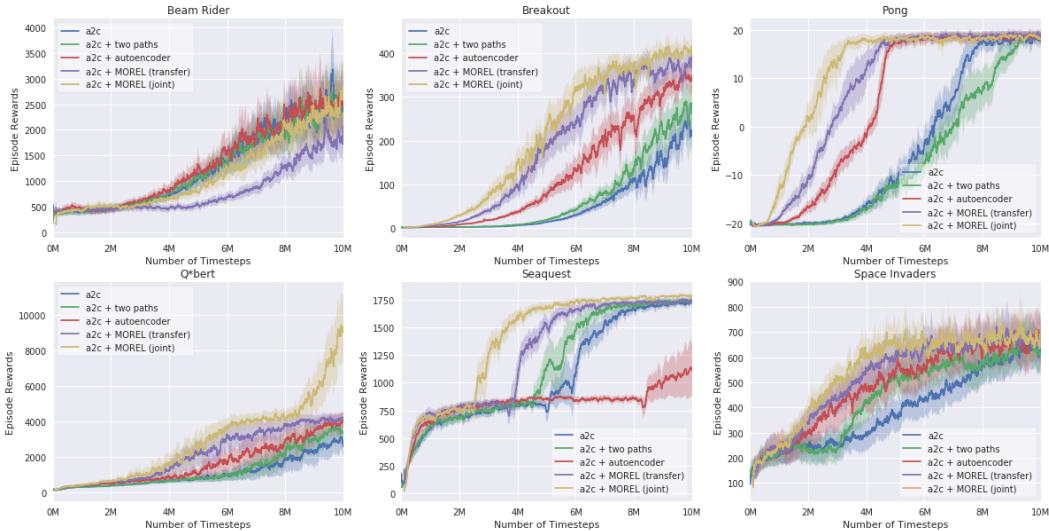 Beam Rider
Episode Rewards
4000
3500
3000
2500
2000
1500
1000
500
0
a2c
a2c + two paths
a2c + autoencoder
a2c + MOREL (transfer)
a2c + MOREL (joint)
0M 2M 4M 6M 8M 10M
Number of Timesteps
Breakout
Episode Rewards
400
300
200
100
0
a2c
a2c + two paths
a2c + autoencoder
a2c + MOREL (transfer)
a2c + MOREL (joint)
0M 2M 4M 6M 8M 10M
Number of Timesteps
Pong
Episode Rewards
20
10
0
−10
−20
a2c
a2c + two paths
a2c + autoencoder
a2c + MOREL (transfer)
a2c + MOREL (joint)
0M 2M 4M 6M 8M 10M
Number of Timesteps
Q*bert
Episode Rewards
10000
8000
6000
4000
2000
0
a2c
a2c + two paths
a2c + autoencoder
a2c + MOREL (transfer)
a2c + MOREL (joint)
0M 2M 4M 6M 8M 10M
Number of Timesteps
Seaquest
Episode Rewards
1750
1500
1250
1000
750
500
250
0
a2c
a2c + two paths
a2c + autoencoder
a2c + MOREL (transfer)
a2c + MOREL (joint)
0M 2M 4M 6M 8M 10M
Number of Timesteps
Space Invaders
Episode Rewards
900
800
700
600
500
400
300
200
100
a2c
a2c + two paths
a2c + autoencoder
a2c + MOREL (transfer)
a2c + MOREL (joint)
0M 2M 4M 6M 8M 10M
Number of Timesteps